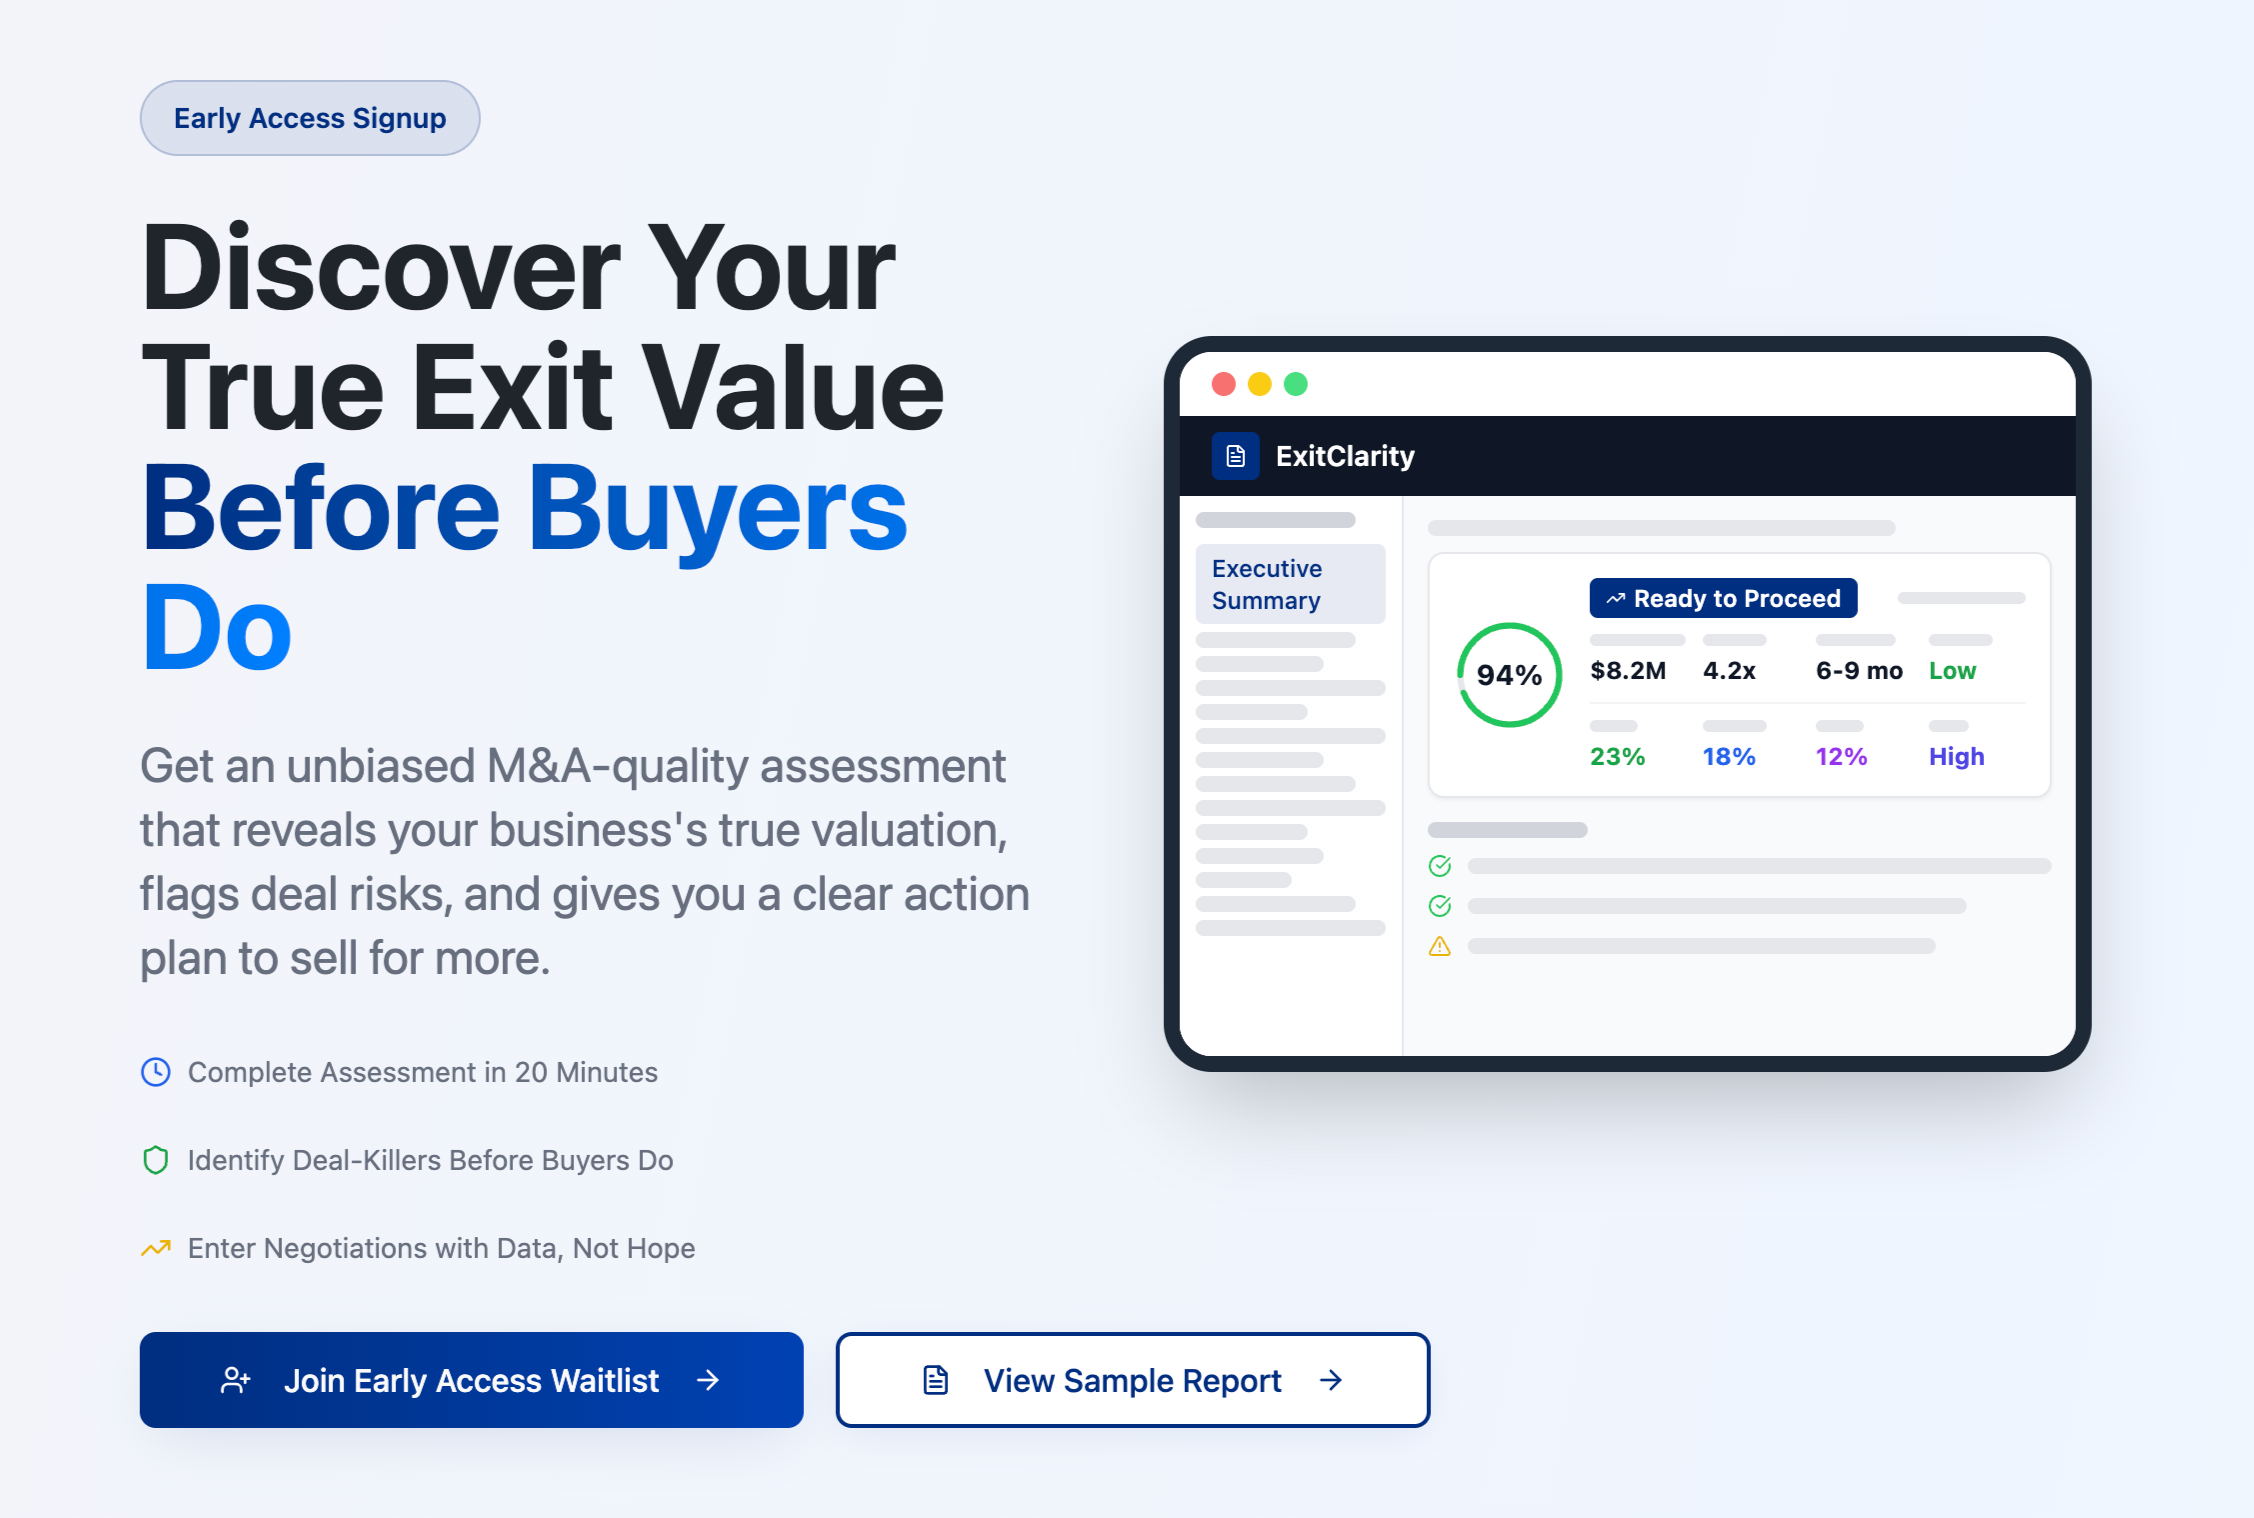 Early Access Signup
Discover Your
True Exit Value
Before Buyers
Do
Get an unbiased M&A-quality assessment
that reveals your business's true valuation,
flags deal risks, and gives you a clear action
plan to sell for more.
Complete Assessment in 20 Minutes
Identify Deal-Killers Before Buyers Do
Enter Negotiations with Data, Not Hope
Join Early Access Waitlist
View Sample Report
ExitClarity
Executive
Summary
94%
Ready to Proceed
$8.2M 4.2x 6-9 mo Low
23% 18% 12% High